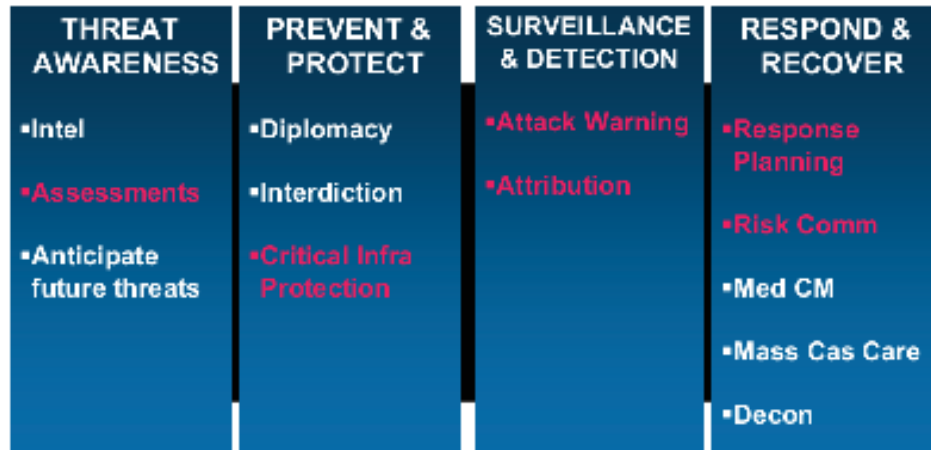 THREAT
AWARENESS
▪Intel
▪Assessments
▪Anticipate
future threats
PREVENT &
PROTECT
▪Diplomacy
▪Interdiction
▪Critical Infra
Protection
SURVEILLANCE
& DETECTION
▪Attack Warning
▪Attribution
RESPOND &
RECOVER
▪Response
Planning
▪Risk Comm
▪Med CM
▪Mass Cas Care
▪Decon